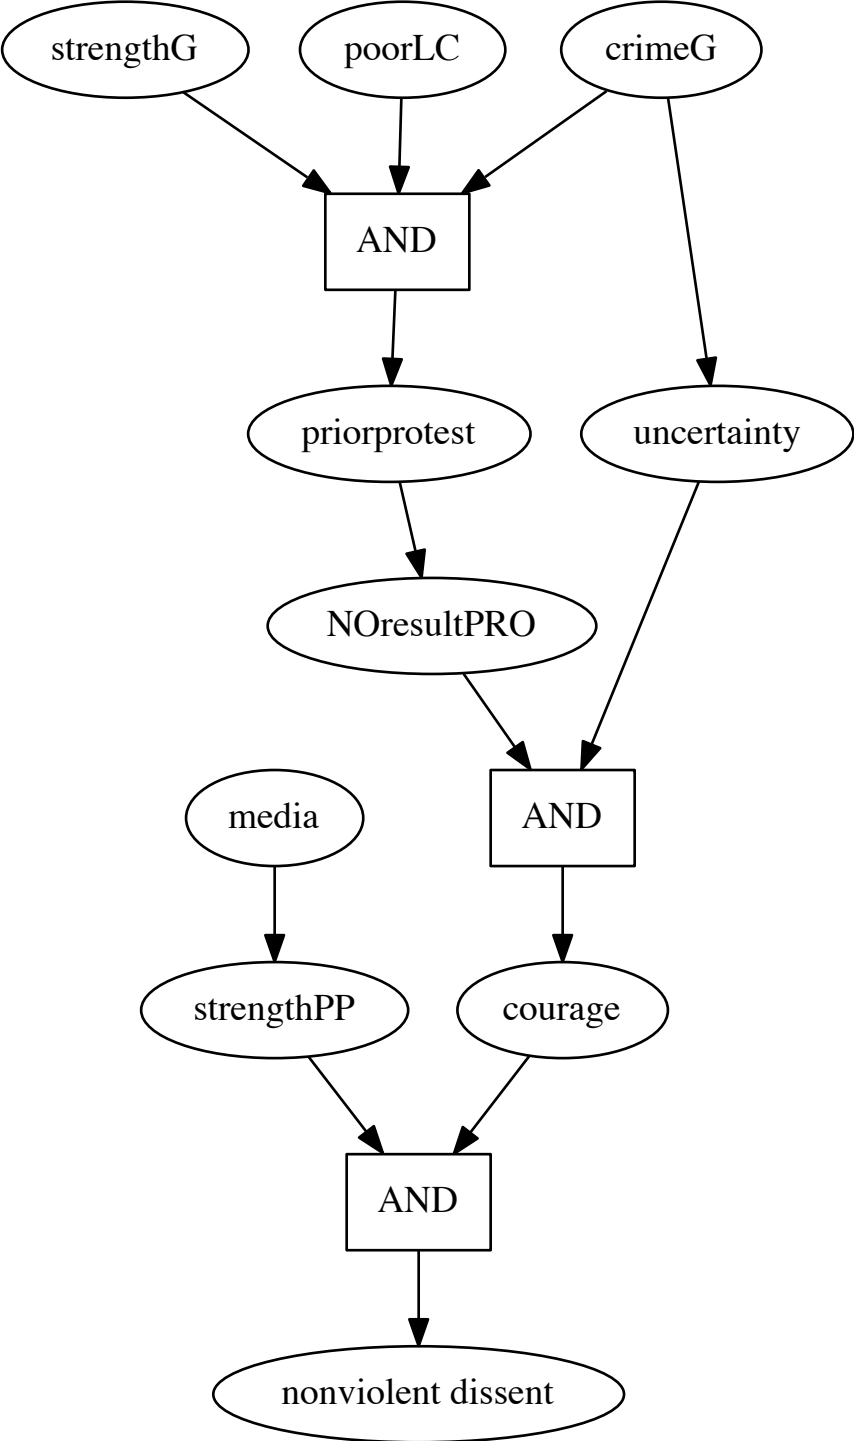 strengthG
poorLC
crimeG
AND
priorprotest
uncertainty
NOresultPRO
media
AND
strengthPP
courage
AND
nonviolent dissent